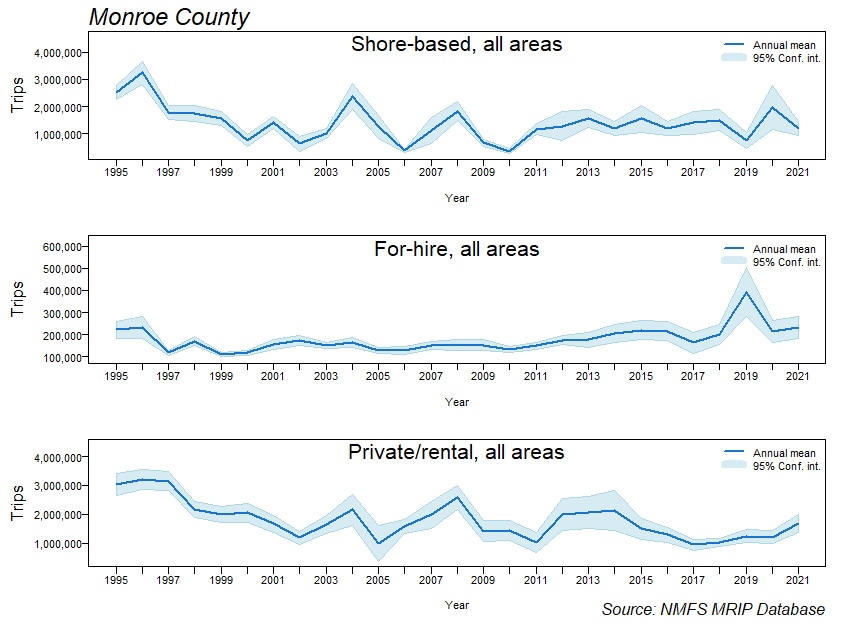 Monroe County
Shore-based, all areas
Annual mean
95% Conf. int.
Trips
4,000,000
3,000,000
2,000,000
1,000,000
1995 1997 1999 2001 2003 2005 2007 2009 2011 2013 2015 2017 2019 2021
Year
For-hire, all areas
Annual mean
95% Conf. int.
Trips
600,000
500,000
400,000
300,000
200,000
100,000
1995 1997 1999 2001 2003 2005 2007 2009 2011 2013 2015 2017 2019 2021
Year
Private/rental, all areas
Annual mean
95% Conf. int.
Trips
4,000,000
3,000,000
2,000,000
1,000,000
1995 1997 1999 2001 2003 2005 2007 2009 2011 2013 2015 2017 2019 2021
Year
Source: NMFS MRIP Database